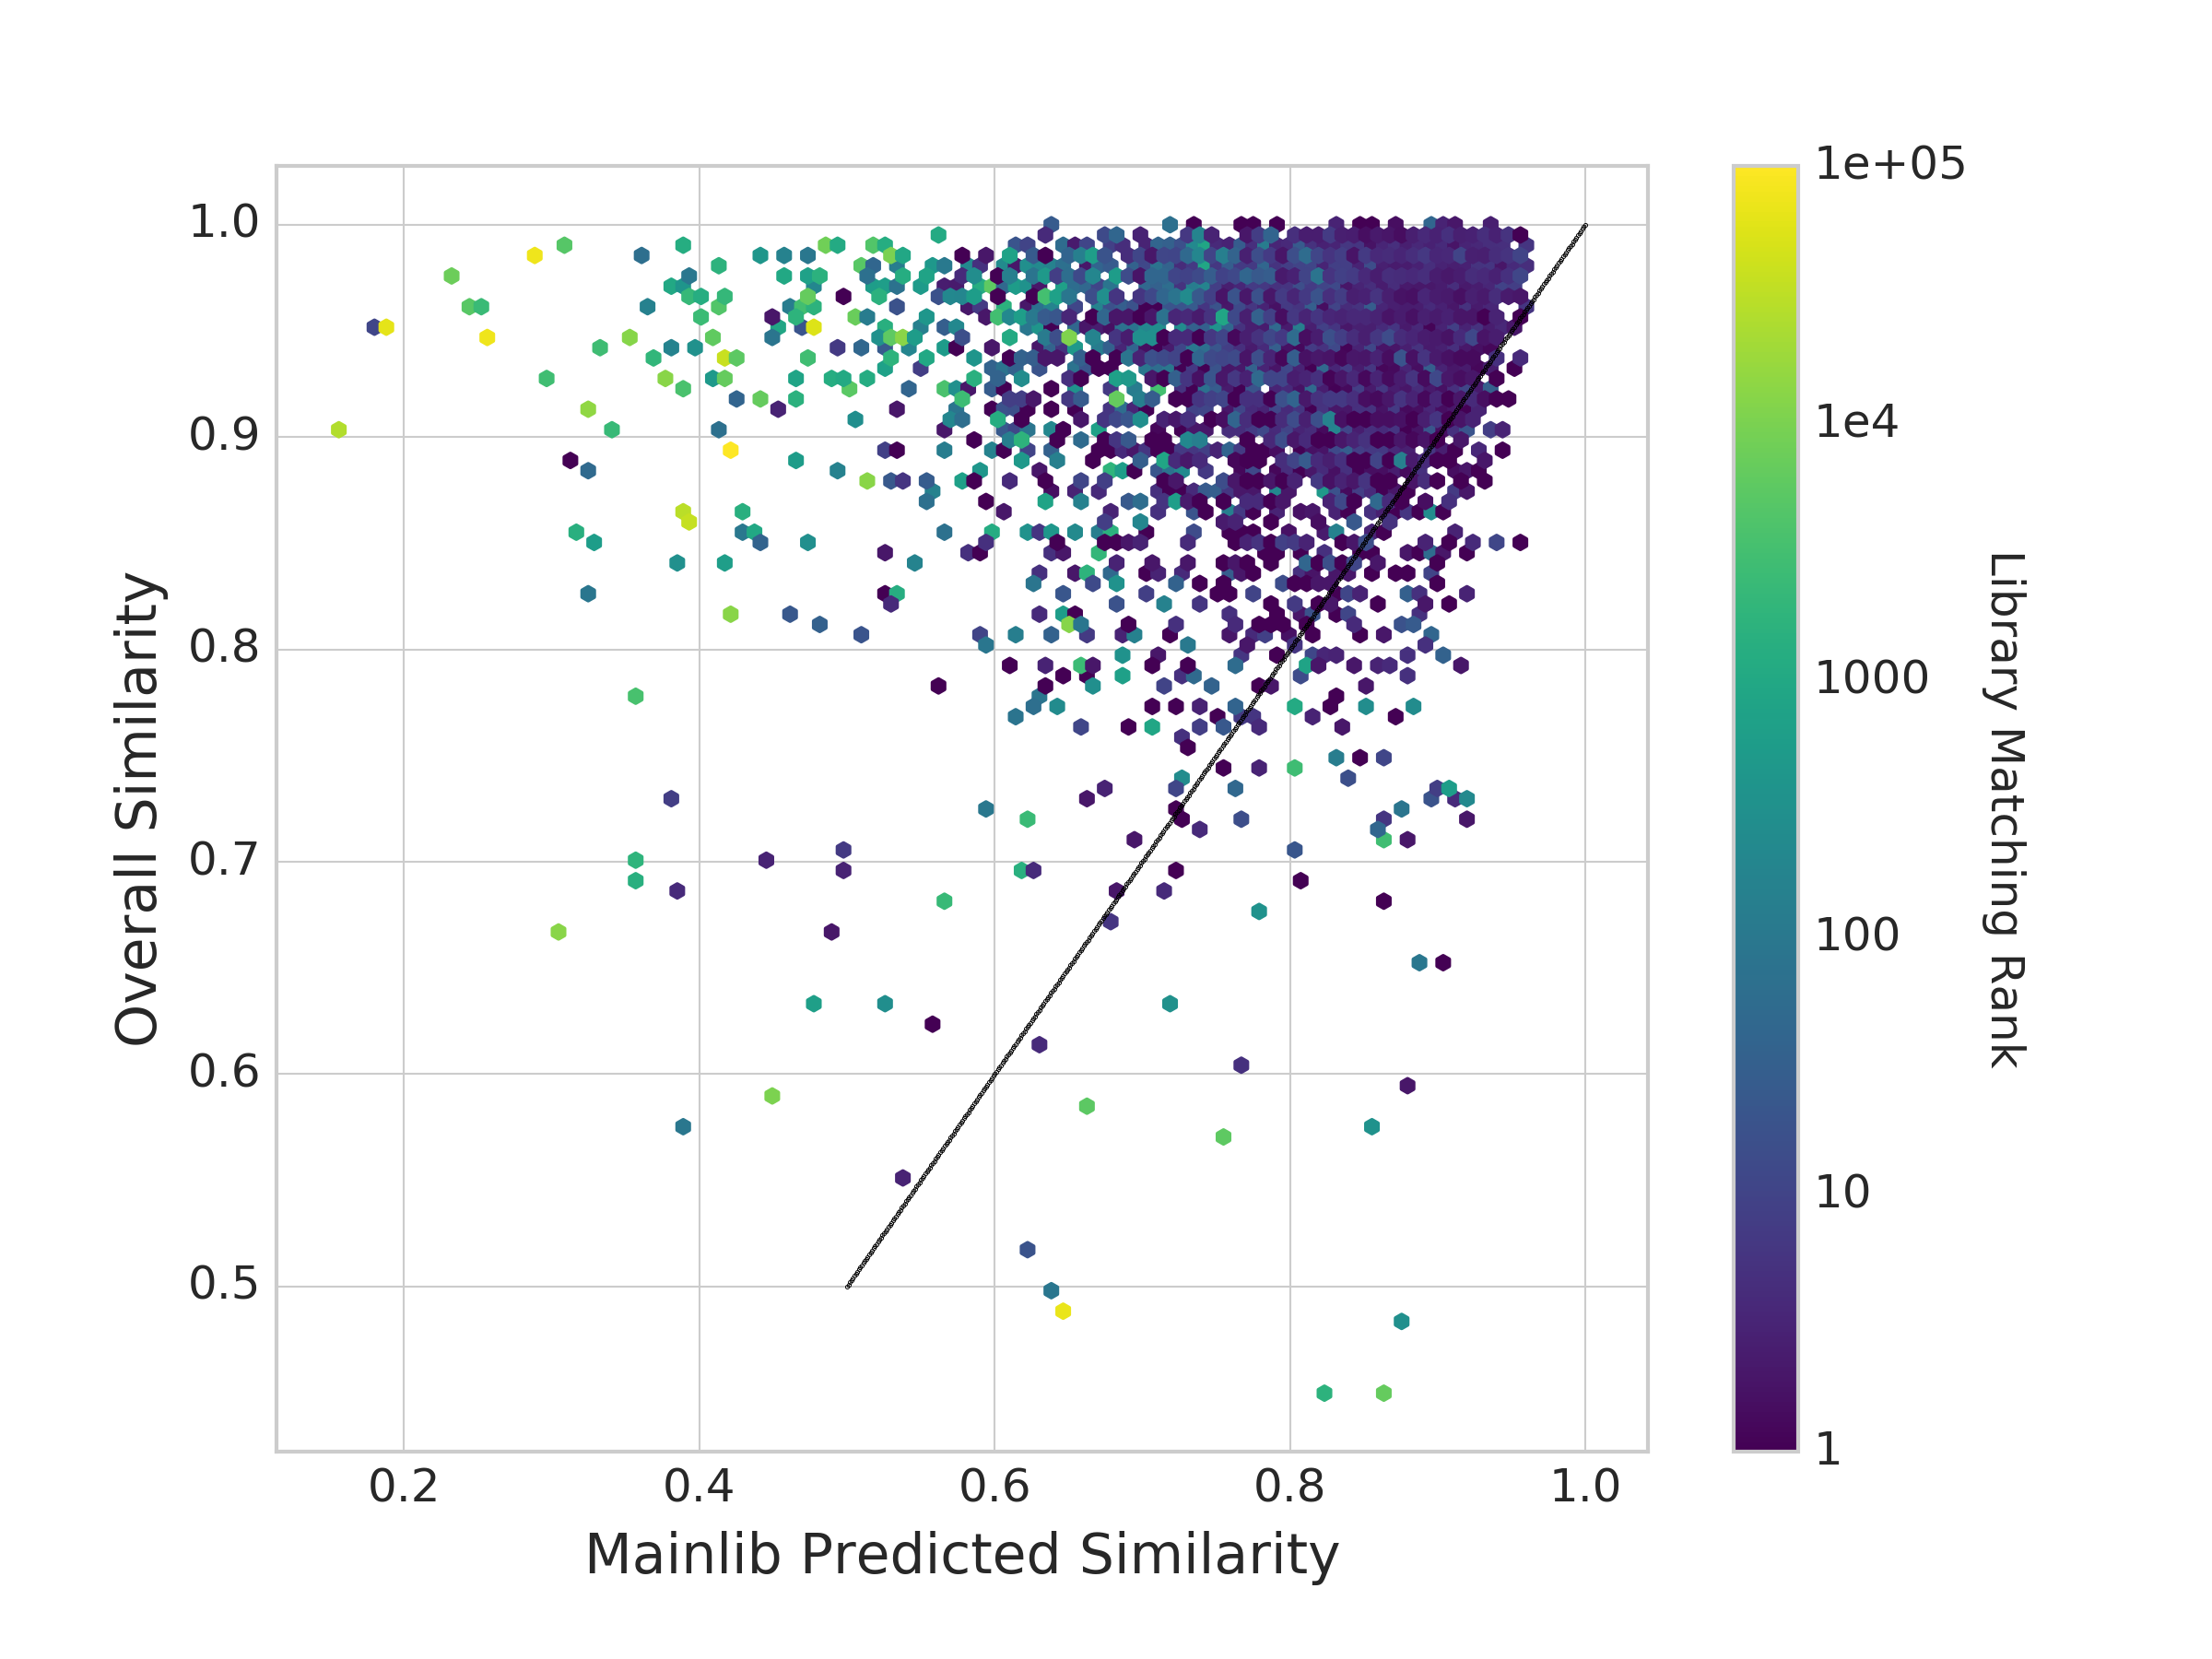 1.0
0.9
0.8
0.7
0.6
0.5
Overall Similarity
0.2 0.4 0.6 0.8 1.0
Mainlib Predicted Similarity
1e+05
1e4
1000
100
10
1
Library Matching Rank